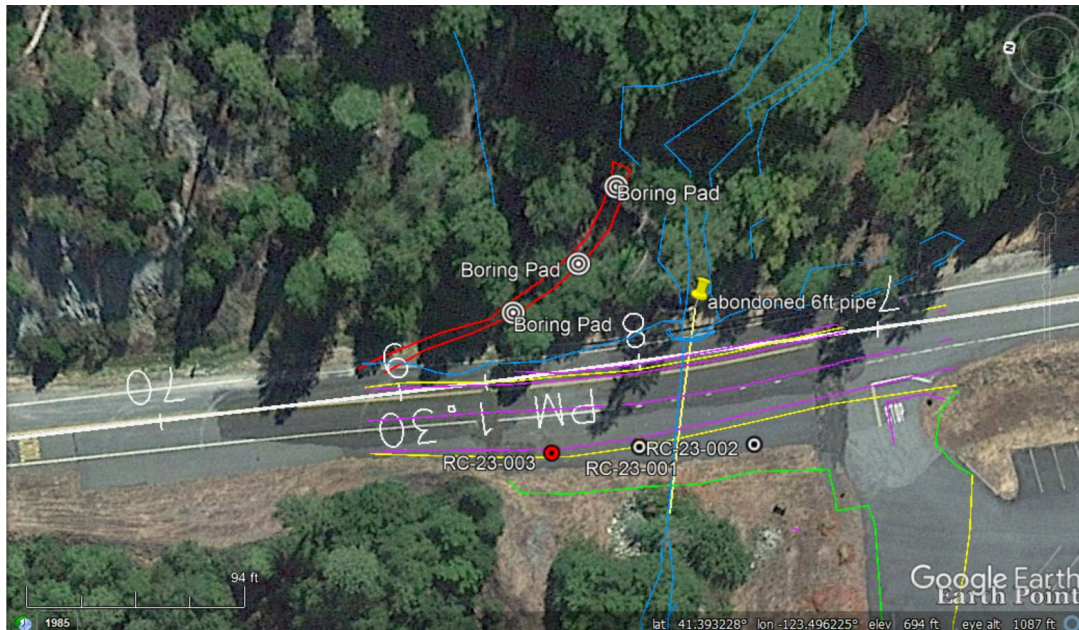 N
Boring Pad
Boring Pad
Boring Pad
abondoned 6ft pipe
7
8
9
70
PM 1.30
RC-23-002
RC-23-003
RC-23-001
94 ft
Google Earth
Earth Point
1985
lat 41.393228° lon -123.496225° elev 694 ft eye alt 1087 ft